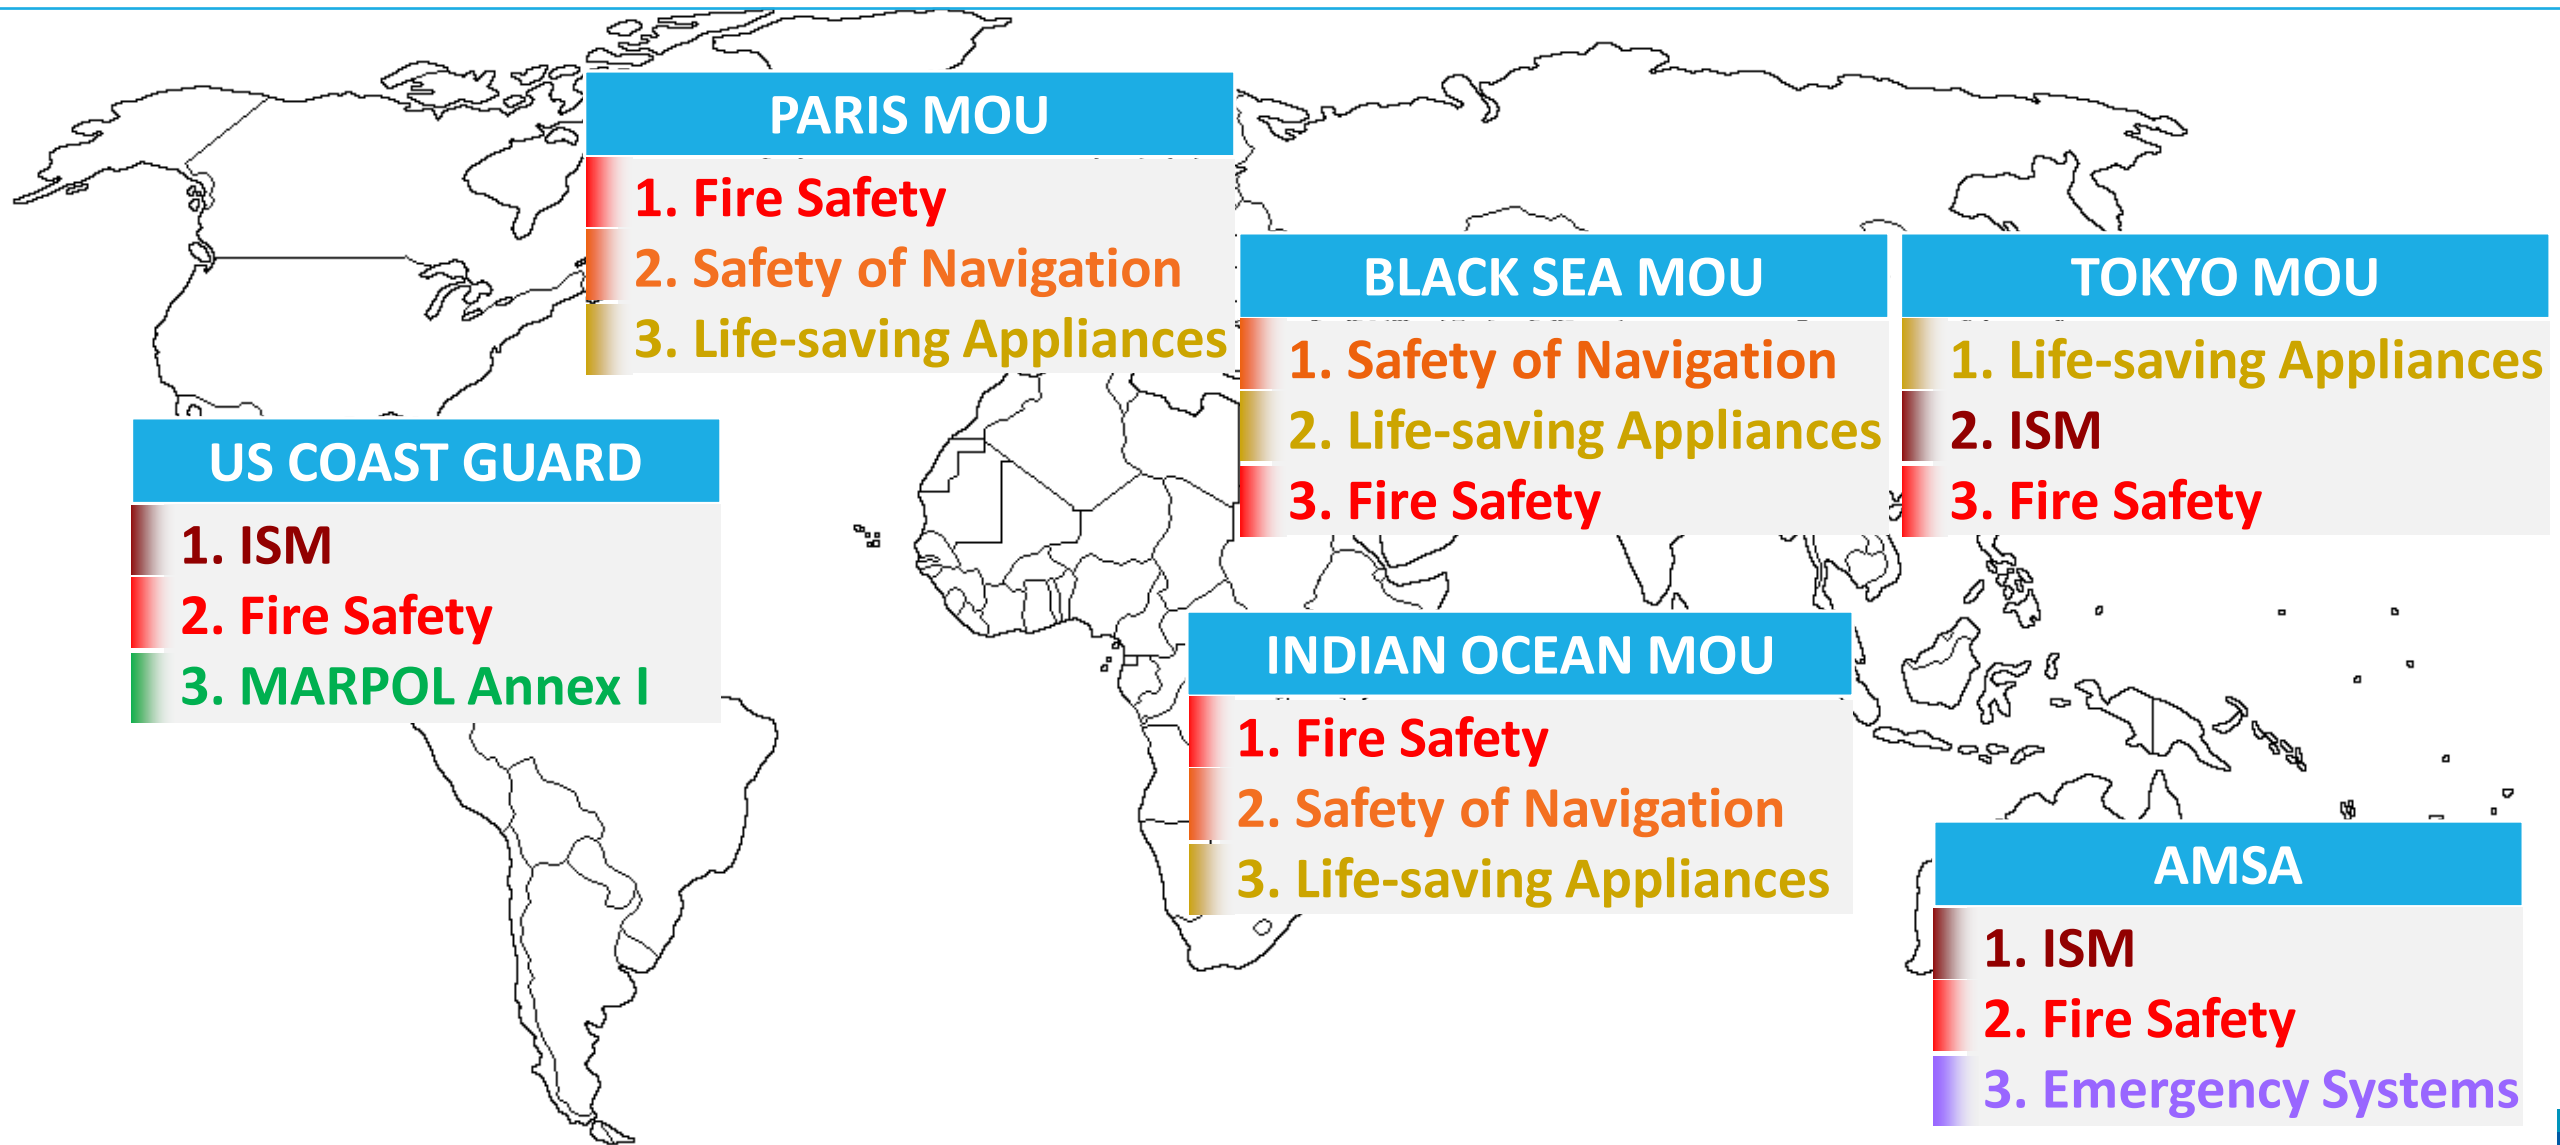 PARIS MOU
1. Fire Safety
2. Safety of Navigation
3. Life-saving Appliances
BLACK SEA MOU
1. Safety of Navigation
2. Life-saving Appliances
3. Fire Safety
TOKYO MOU
1. Life-saving Appliances
2. ISM
3. Fire Safety
US COAST GUARD
1. ISM
2. Fire Safety
3. MARPOL Annex I
INDIAN OCEAN MOU
1. Fire Safety
2. Safety of Navigation
3. Life-saving Appliances
AMSA
1. ISM
2. Fire Safety
3. Emergency Systems